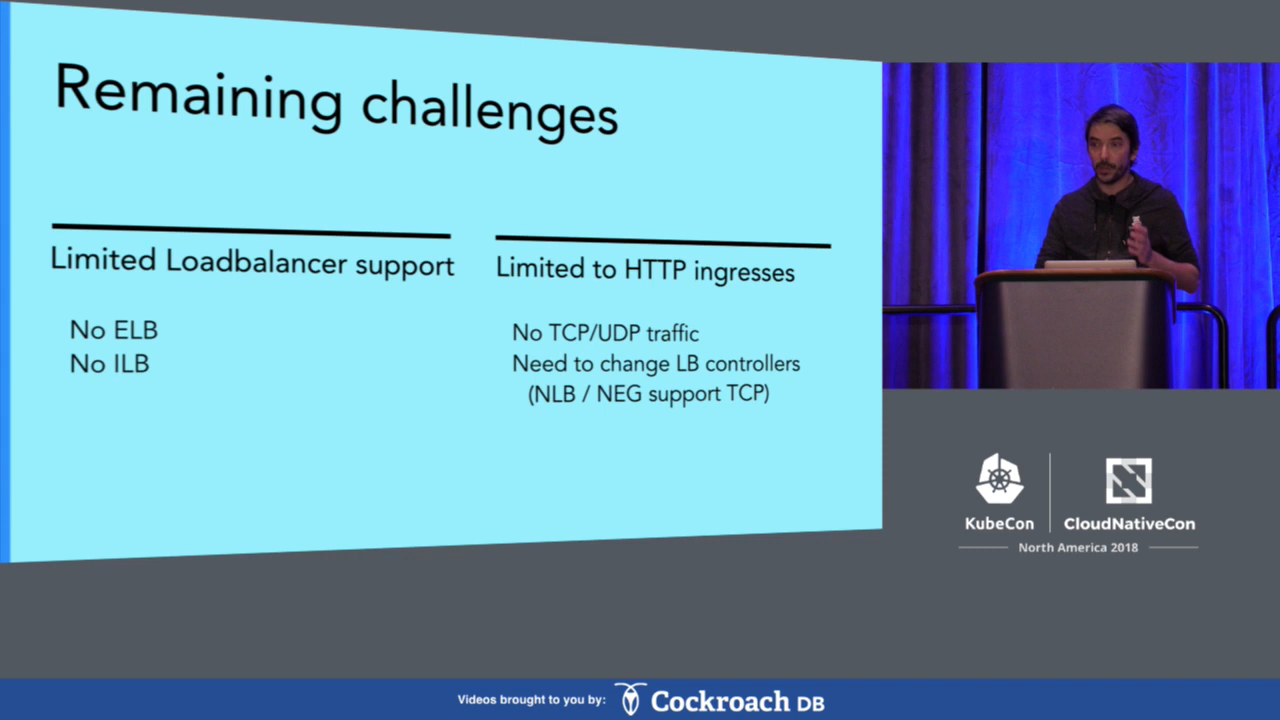 Remaining challenges
Limited Loadbalancer support
No ELB
No ILB
Limited to HTTP ingresses
No TCP/UDP traffic
Need to change LB controllers
(NLB / NEG support TCP)
KubeCon
CloudNativeCon
North America 2018
Videos brought to you by:
Cockroach DB